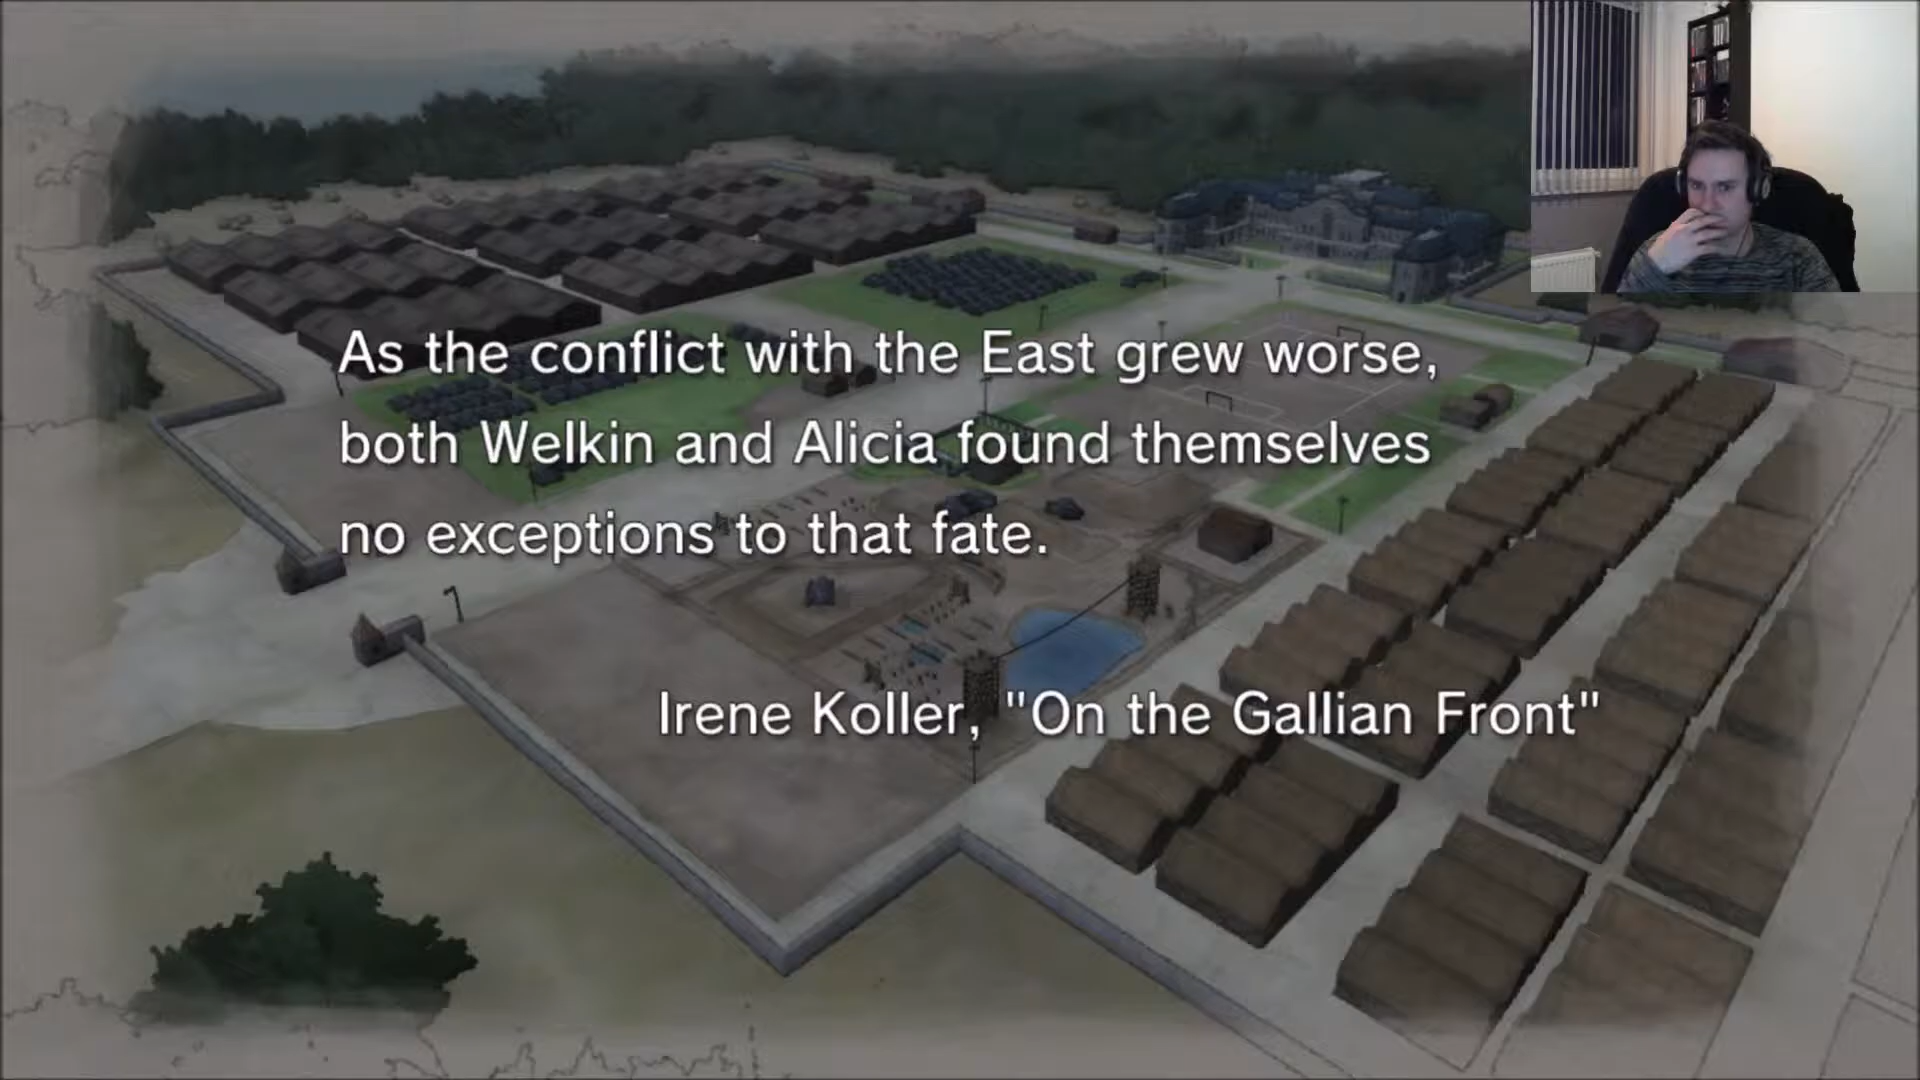 As the conflict with the East grew worse,
both Welkin and Alicia found themselves
no exceptions to that fate.
Irene Koller, "On the Gallian Front"